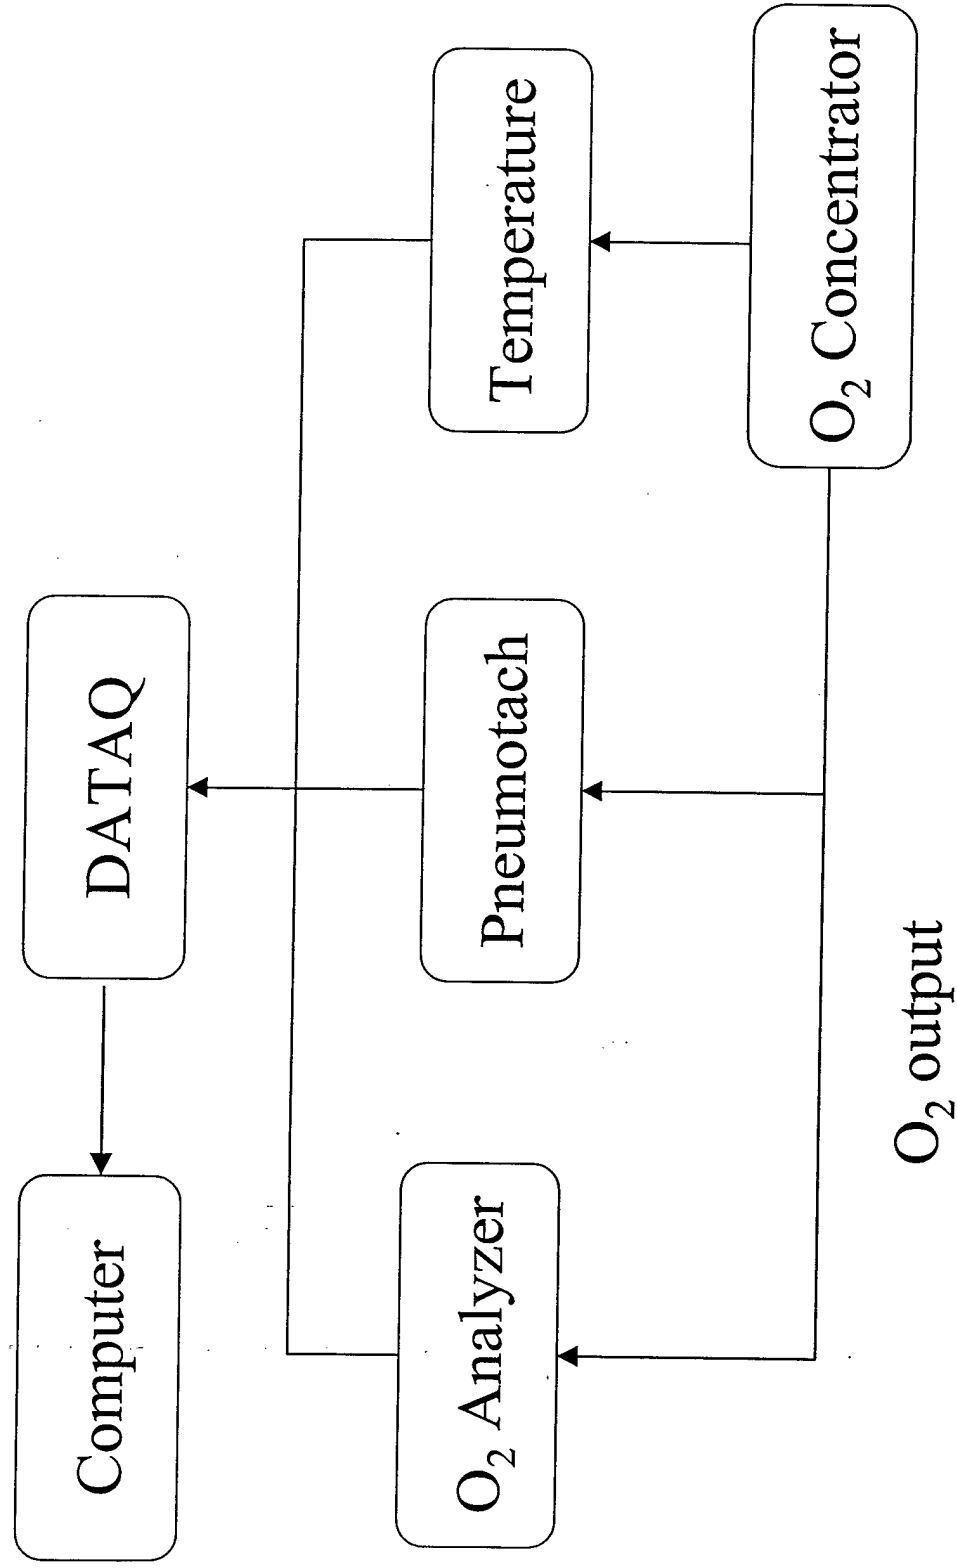 Computer
DATAQ
O₂ Analyzer
Pneumotach
Temperature
O₂ Concentrator
O₂ output